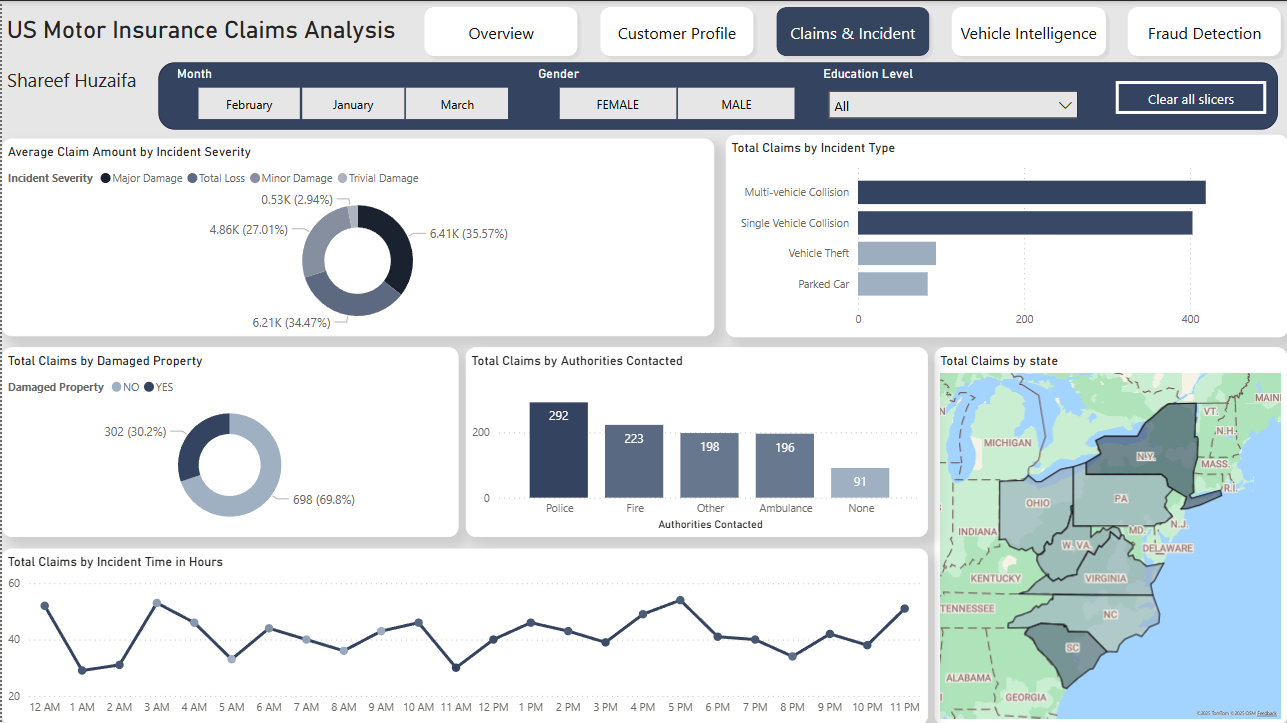 US Motor Insurance Claims Analysis
Overview
Customer Profile
Claims & Incident
Vehicle Intelligence
Fraud Detection
Shareef Huzaifa
Month
February
January
March
Gender
FEMALE
MALE
Education Level
All
Clear all slicers
Average Claim Amount by Incident Severity
Incident Severity Major Damage Total Loss Minor Damage Trivial Damage
0.53K (2.94%)
4.86K (27.01%)
6.41K (35.57%)
6.21K (34.47%)
Total Claims by Incident Type
Multi-vehicle Collision
Single Vehicle Collision
Vehicle Theft
Parked Car
0 200 400
Total Claims by Damaged Property
Damaged Property NO YES
302 (30.2%)
698 (69.8%)
Total Claims by Authorities Contacted
200
0
292
223
198
196
91
Police Fire Other Ambulance None
Authorities Contacted
Total Claims by state
MAIN
N
VT.
N.H.
MICHIGAN
N.Y.
MASS.
R.I.
OHIO
PA
INDIANA
N.J.
MD.
W. VA.
DELAWARE
KENTUCKY
VIRGINIA
TENNESSEE
NC
SC
ALABAMA
GEORGIA
©2025 TomTom ©2025 OSM Feedback
Total Claims by Incident Time in Hours
60
40
20
12 AM 1 AM 2 AM 3 AM 4 AM 5 AM 6 AM 7 AM 8 AM 9 AM 10 AM 11 AM 12 PM 1 PM 2 PM 3 PM 4 PM 5 PM 6 PM 7 PM 8 PM 9 PM 10 PM 11 PM